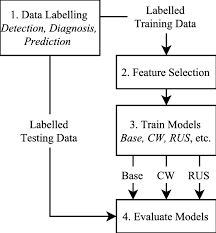 1. Data Labelling
Detection, Diagnosis,
Prediction
Labelled
Training Data
2. Feature Selection
Labelled
Testing Data
3. Train Models
Base, CW, RUS, etc.
Base CW RUS
4. Evaluate Models